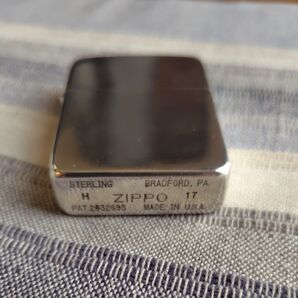 STERLING BRADFORD, PA.
H ZIPPO 17
PAT. 2032695 MADE IN U.S.A.